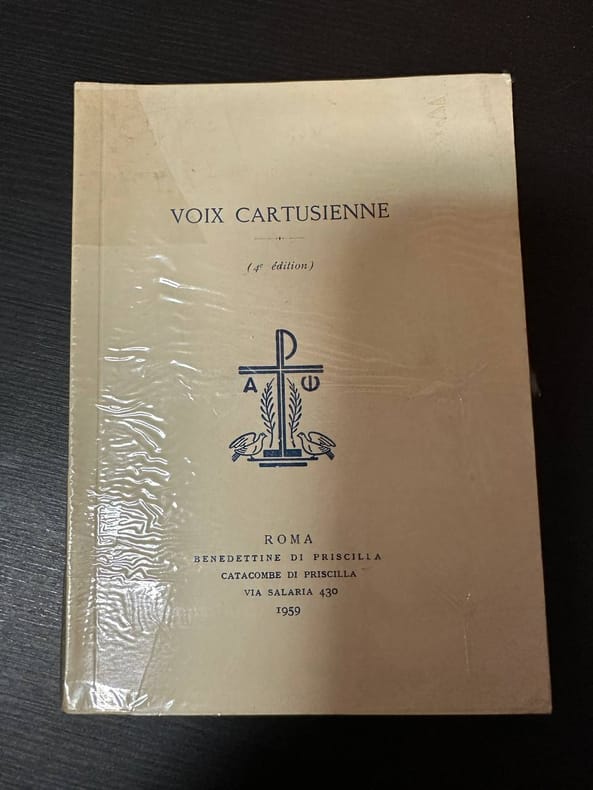 VOIX CARTUSIENNE
(4e édition)
Α Ω
ROMA
BENEDETTINE DI PRISCILLA
CATACOMBE DI PRISCILLA
VIA SALARIA 430
1959